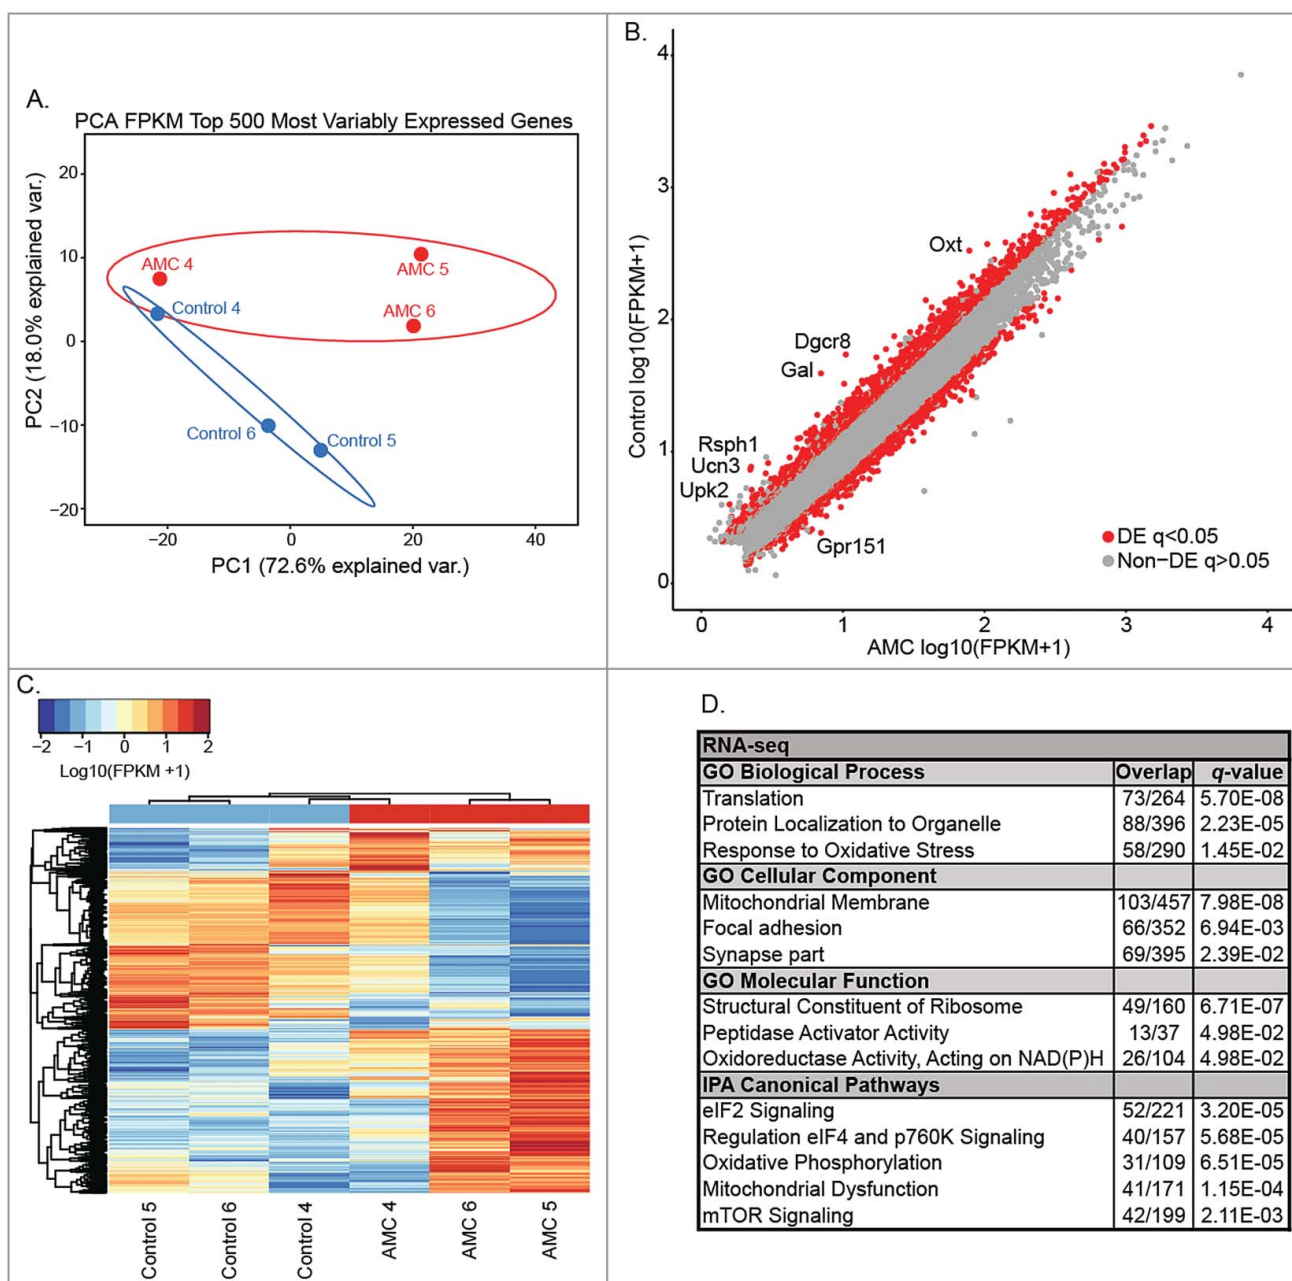 A.
PCA FPKM Top 500 Most Variably Expressed Genes
PC2 (18.0% explained var.)
20
10
0
−10
−20
AMC 4
AMC 5
AMC 6
Control 4
Control 6
Control 5
−20
0
20
40
PC1 (72.6% explained var.)
B.
Control log10(FPKM+1)
4
3
2
1
0
Oxt
Dgcr8
Gal
Rsph1
Ucn3
Upk2
Gpr151
DE q<0.05
Non−DE q>0.05
0 1 2 3 4
AMC log10(FPKM+1)
C.
−2 −1 0 1 2
Log10(FPKM +1)
Control 5
Control 6
Control 4
AMC 4
AMC 6
AMC 5
D.
RNA-seq
GO Biological Process Overlap q-value
Translation 73/264 5.70E-08
Protein Localization to Organelle 88/396 2.23E-05
Response to Oxidative Stress 58/290 1.45E-02
GO Cellular Component
Mitochondrial Membrane 103/457 7.98E-08
Focal adhesion 66/352 6.94E-03
Synapse part 69/395 2.39E-02
GO Molecular Function
Structural Constituent of Ribosome 49/160 6.71E-07
Peptidase Activator Activity 13/37 4.98E-02
Oxidoreductase Activity, Acting on NAD(P)H 26/104 4.98E-02
IPA Canonical Pathways
eIF2 Signaling 52/221 3.20E-05
Regulation eIF4 and p760K Signaling 40/157 5.68E-05
Oxidative Phosphorylation 31/109 6.51E-05
Mitochondrial Dysfunction 41/171 1.15E-04
mTOR Signaling 42/199 2.11E-03